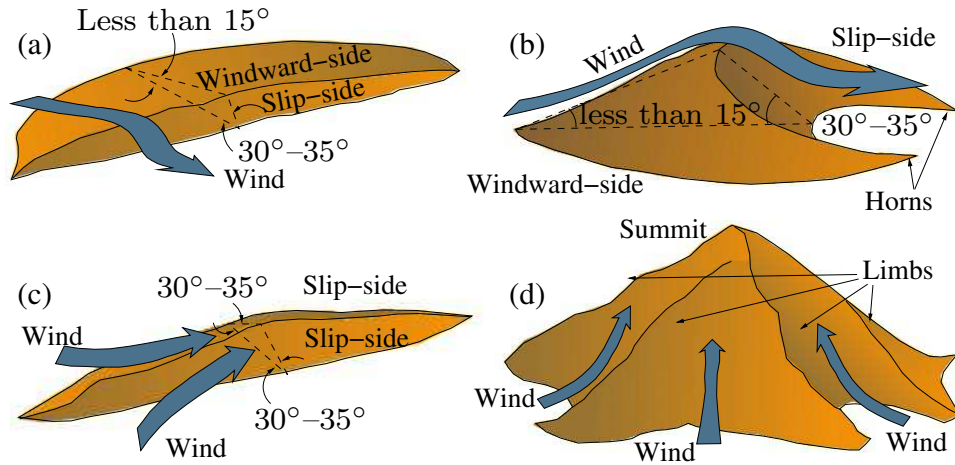 (a)
Less than 15°
Windward−side
Slip−side
30°–35°
Wind
(b)
Wind
Slip−side
less than 15°
30°–35°
Windward−side
Horns
(c)
30°–35°
Slip−side
Wind
Slip−side
30°–35°
Wind
(d)
Summit
Limbs
Wind
Wind
Wind